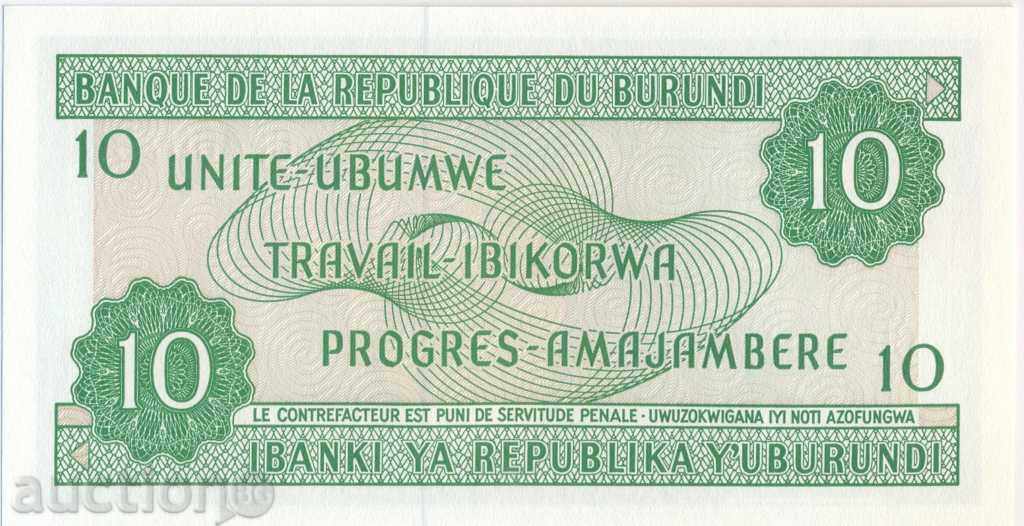 BANQUE DE LA REPUBLIQUE DU BURUNDI
10
10
UNITE-UBUMWE
TRAVAIL-IBIKORWA
PROGRES-AMAJAMBERE
10
10
LE CONTREFACTEUR EST PUNI DE SERVITUDE PENALE - UWUZOKWIGANA IYI NOTI AZOFUNGWA
IBANKI YA REPUBLIKA Y'UBURUNDI
auction